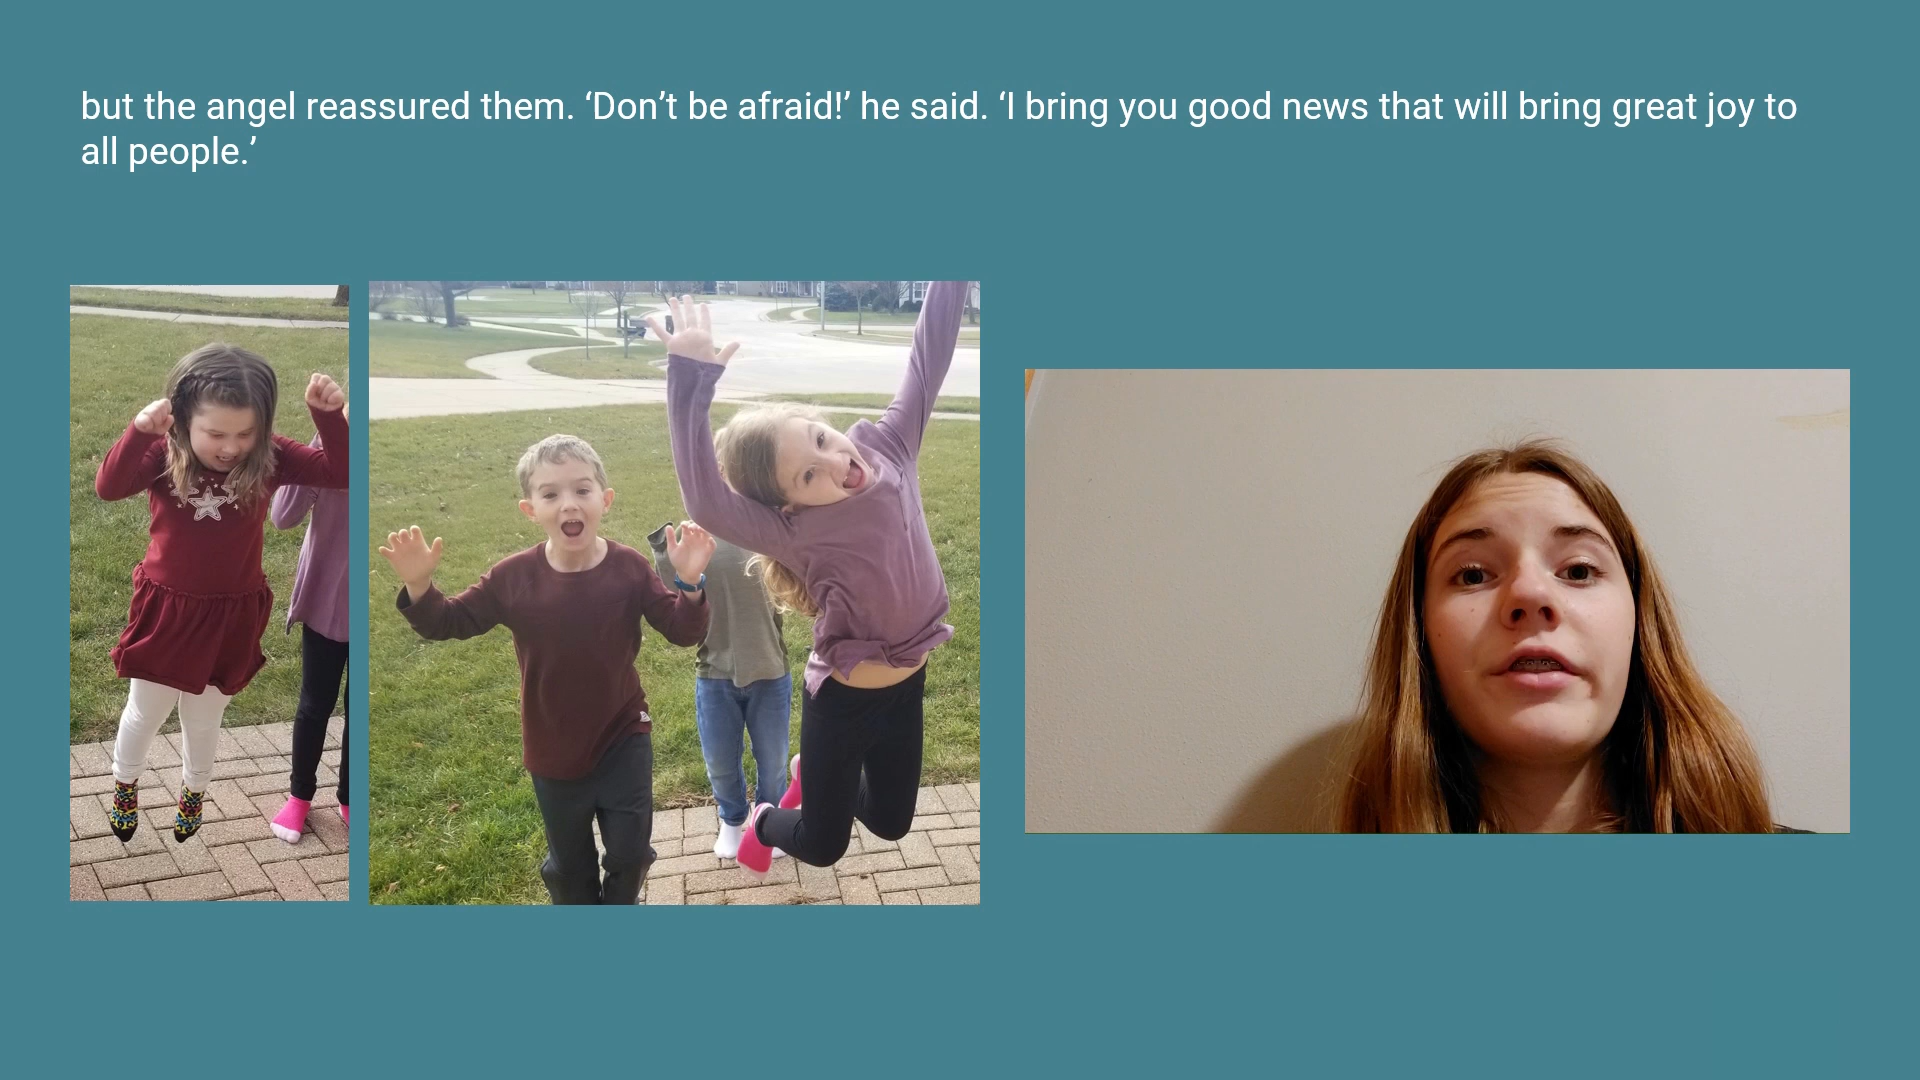 but the angel reassured them. ‘Don’t be afraid!’ he said. ‘I bring you good news that will bring great joy to
all people.’